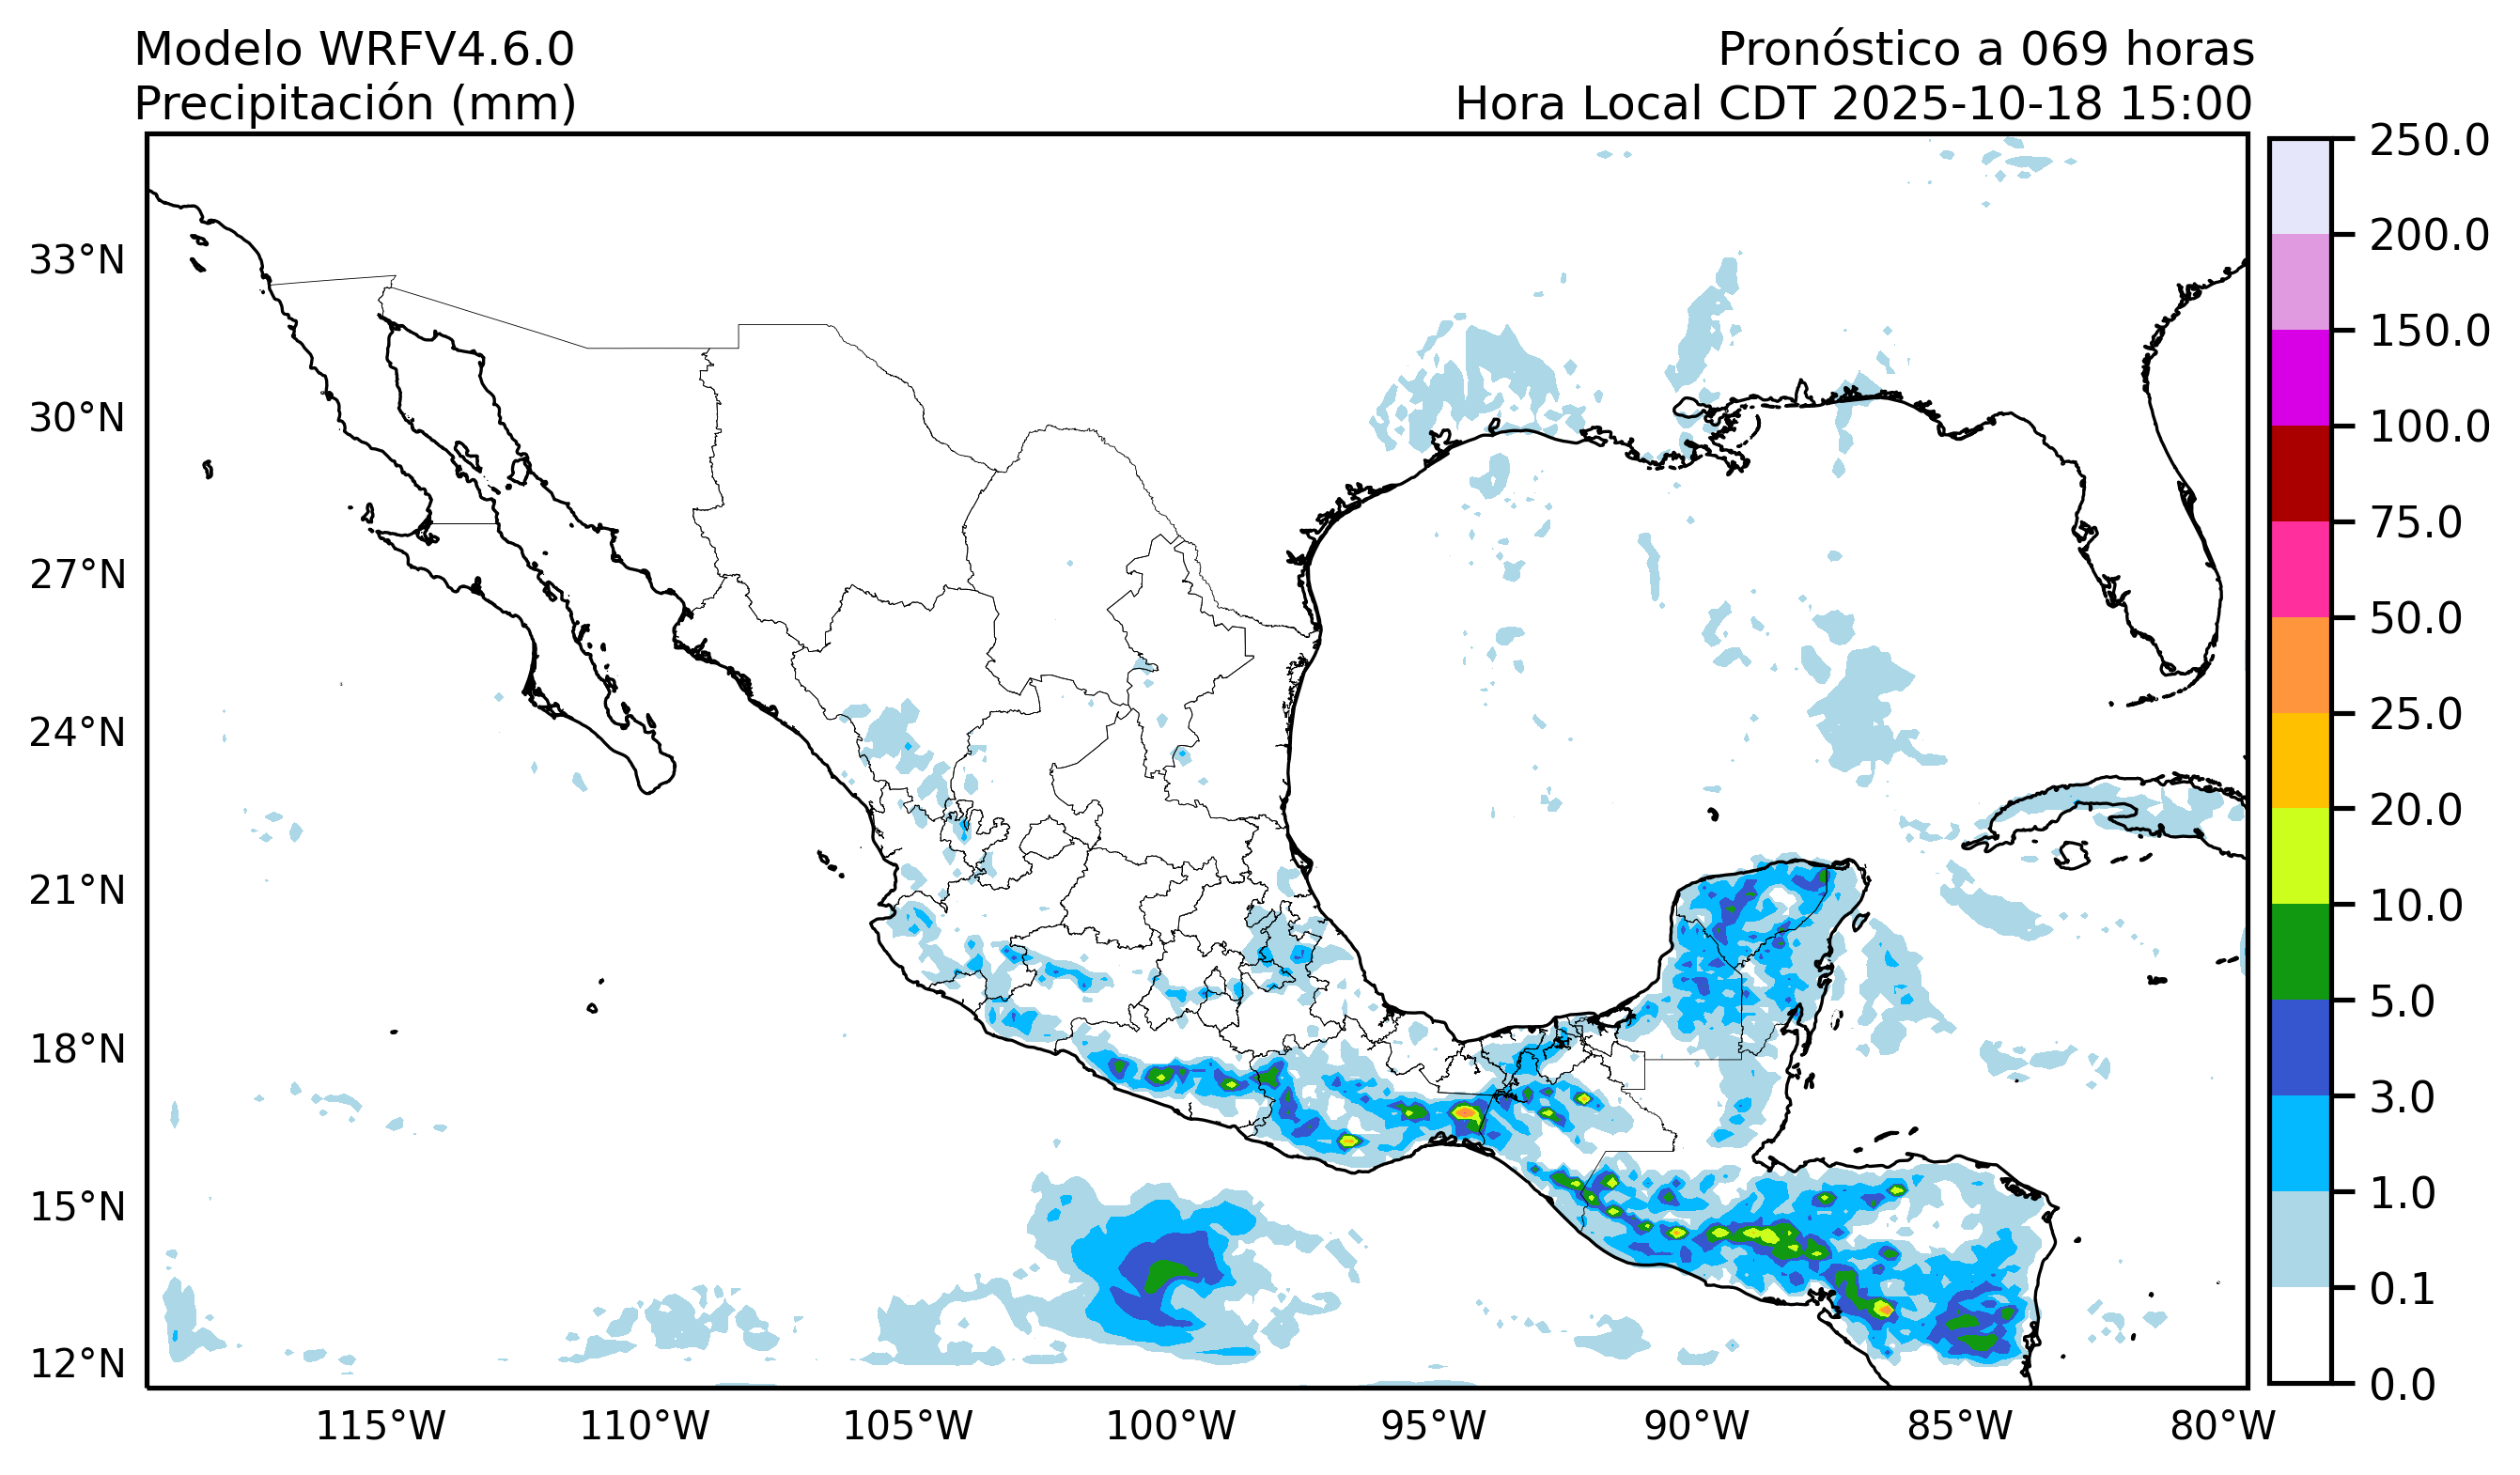 Modelo WRFV4.6.0
Precipitación (mm)
Pronóstico a 069 horas
Hora Local CDT 2025-10-18 15:00
33°N
30°N
27°N
24°N
21°N
18°N
15°N
12°N
115°W
110°W
105°W
100°W
95°W
90°W
85°W
80°W
250.0
200.0
150.0
100.0
75.0
50.0
25.0
20.0
10.0
5.0
3.0
1.0
0.1
0.0